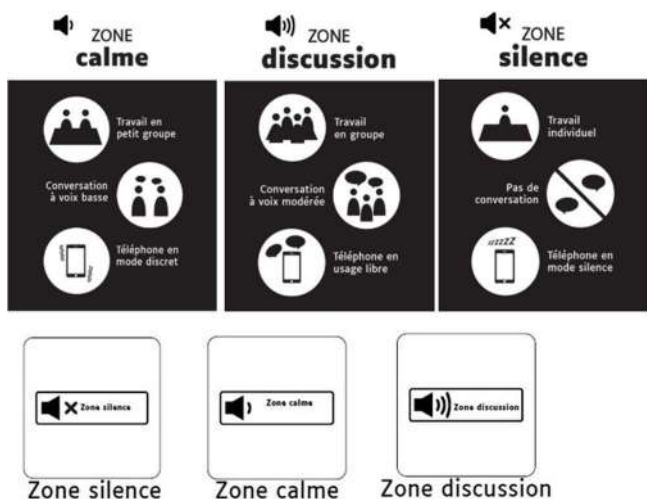 ZONE
calme
Travail en
petit groupe
Conversation
à voix basse
Téléphone en
mode discret
ZONE
discussion
Travail
en groupe
Conversation
à voix modérée
Téléphone en
usage libre
ZONE
silence
Travail
individuel
Pas de
conversation
zzzZZZ
Téléphone en
mode silence
Zone silence
Zone silence
Zone calme
Zone calme
Zone discussion
Zone discussion